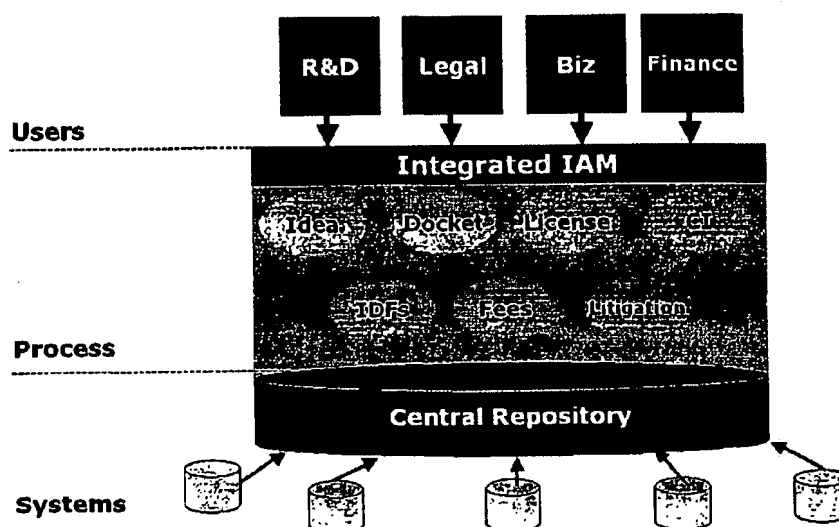 R&D Legal Biz Finance
Users
Integrated IAM
Idea Docket License
IDFs Fees Litigation
Process
Central Repository
Systems